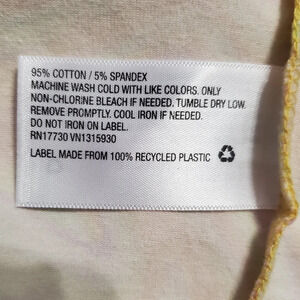 95% COTTON / 5% SPANDEX
MACHINE WASH COLD WITH LIKE COLORS. ONLY
NON-CHLORINE BLEACH IF NEEDED. TUMBLE DRY LOW.
REMOVE PROMPTLY. COOL IRON IF NEEDED.
DO NOT IRON ON LABEL.
RN17730 VN1315930
LABEL MADE FROM 100% RECYCLED PLASTIC